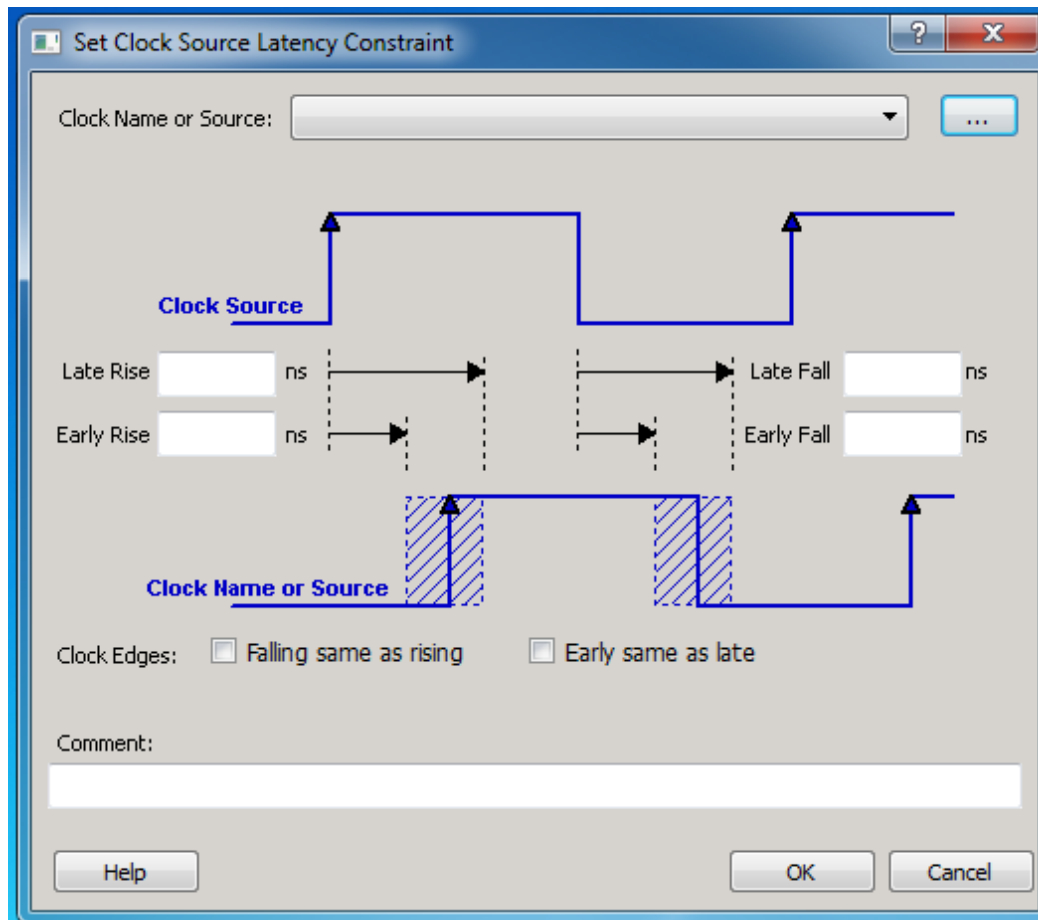 Set Clock Source Latency Constraint
?
Clock Name or Source:
...
Clock Source
Late Rise ns Late Fall ns
Early Rise ns Early Fall ns
Clock Name or Source
Clock Edges: Falling same as rising Early same as late
Comment:
Help OK Cancel